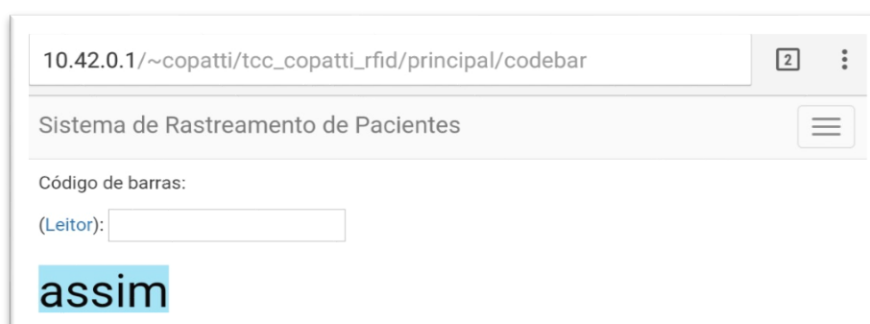 10.42.0.1/~copatti/tcc_copatti_rfid/principal/codebar 2
Sistema de Rastreamento de Pacientes
Código de barras:
(Leitor):
assim